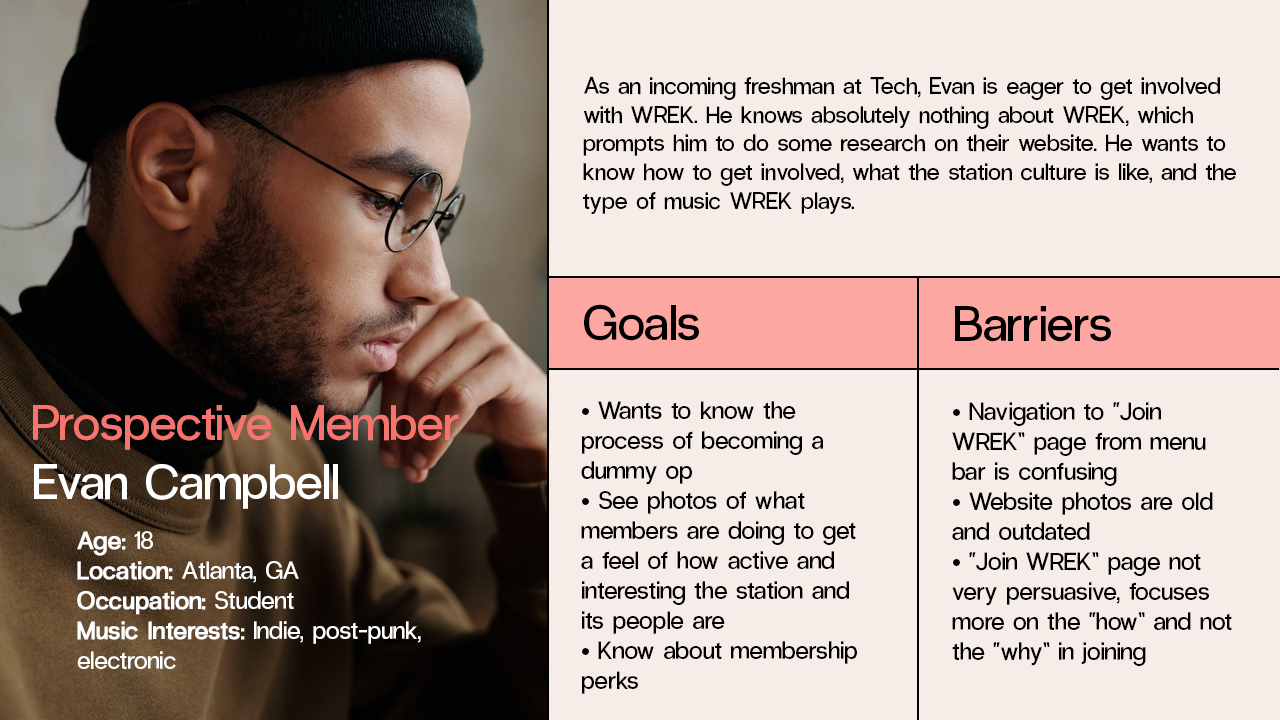 Prospective Member
Evan Campbell
Age: 18
Location: Atlanta, GA
Occupation: Student
Music Interests: Indie, post-punk,
electronic
As an incoming freshman at Tech, Evan is eager to get involved
with WREK. He knows absolutely nothing about WREK, which
prompts him to do some research on their website. He wants to
know how to get involved, what the station culture is like, and the
type of music WREK plays.
Goals
• Wants to know the
process of becoming a
dummy op
• See photos of what
members are doing to get
a feel of how active and
interesting the station and
its people are
• Know about membership
perks
Barriers
• Navigation to "Join
WREK" page from menu
bar is confusing
• Website photos are old
and outdated
• "Join WREK" page not
very persuasive, focuses
more on the "how" and not
the "why" in joining